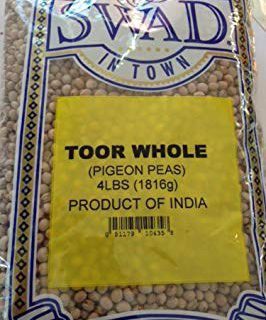 SWAD
IN TOWN
TOOR WHOLE
(PIGEON PEAS)
4LBS (1816g)
PRODUCT OF INDIA